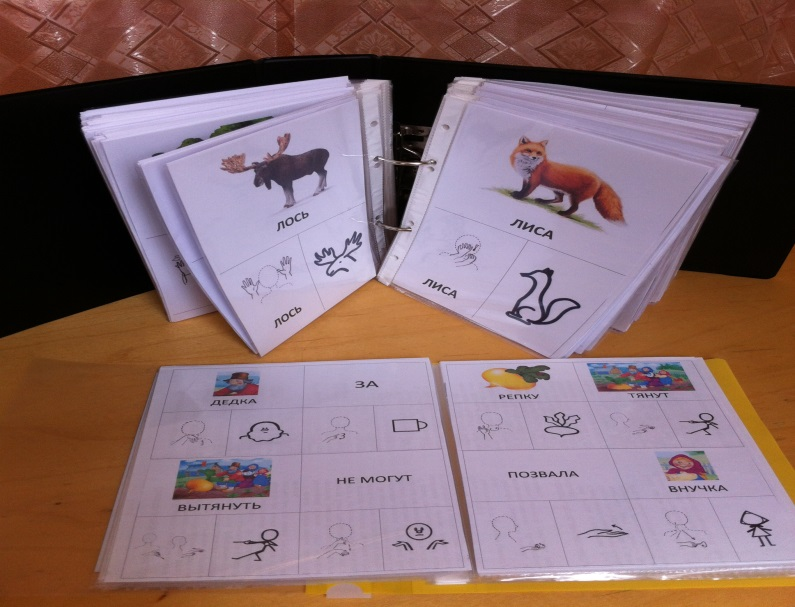 ЛОСЬ
ЛОСЬ
ЛИСА
ЛИСА
ДЕДКА
ЗА
ВЫТЯНУТЬ
НЕ МОГУТ
РЕПКУ
ТЯНУТ
ПОЗВАЛА
ВНУЧКА